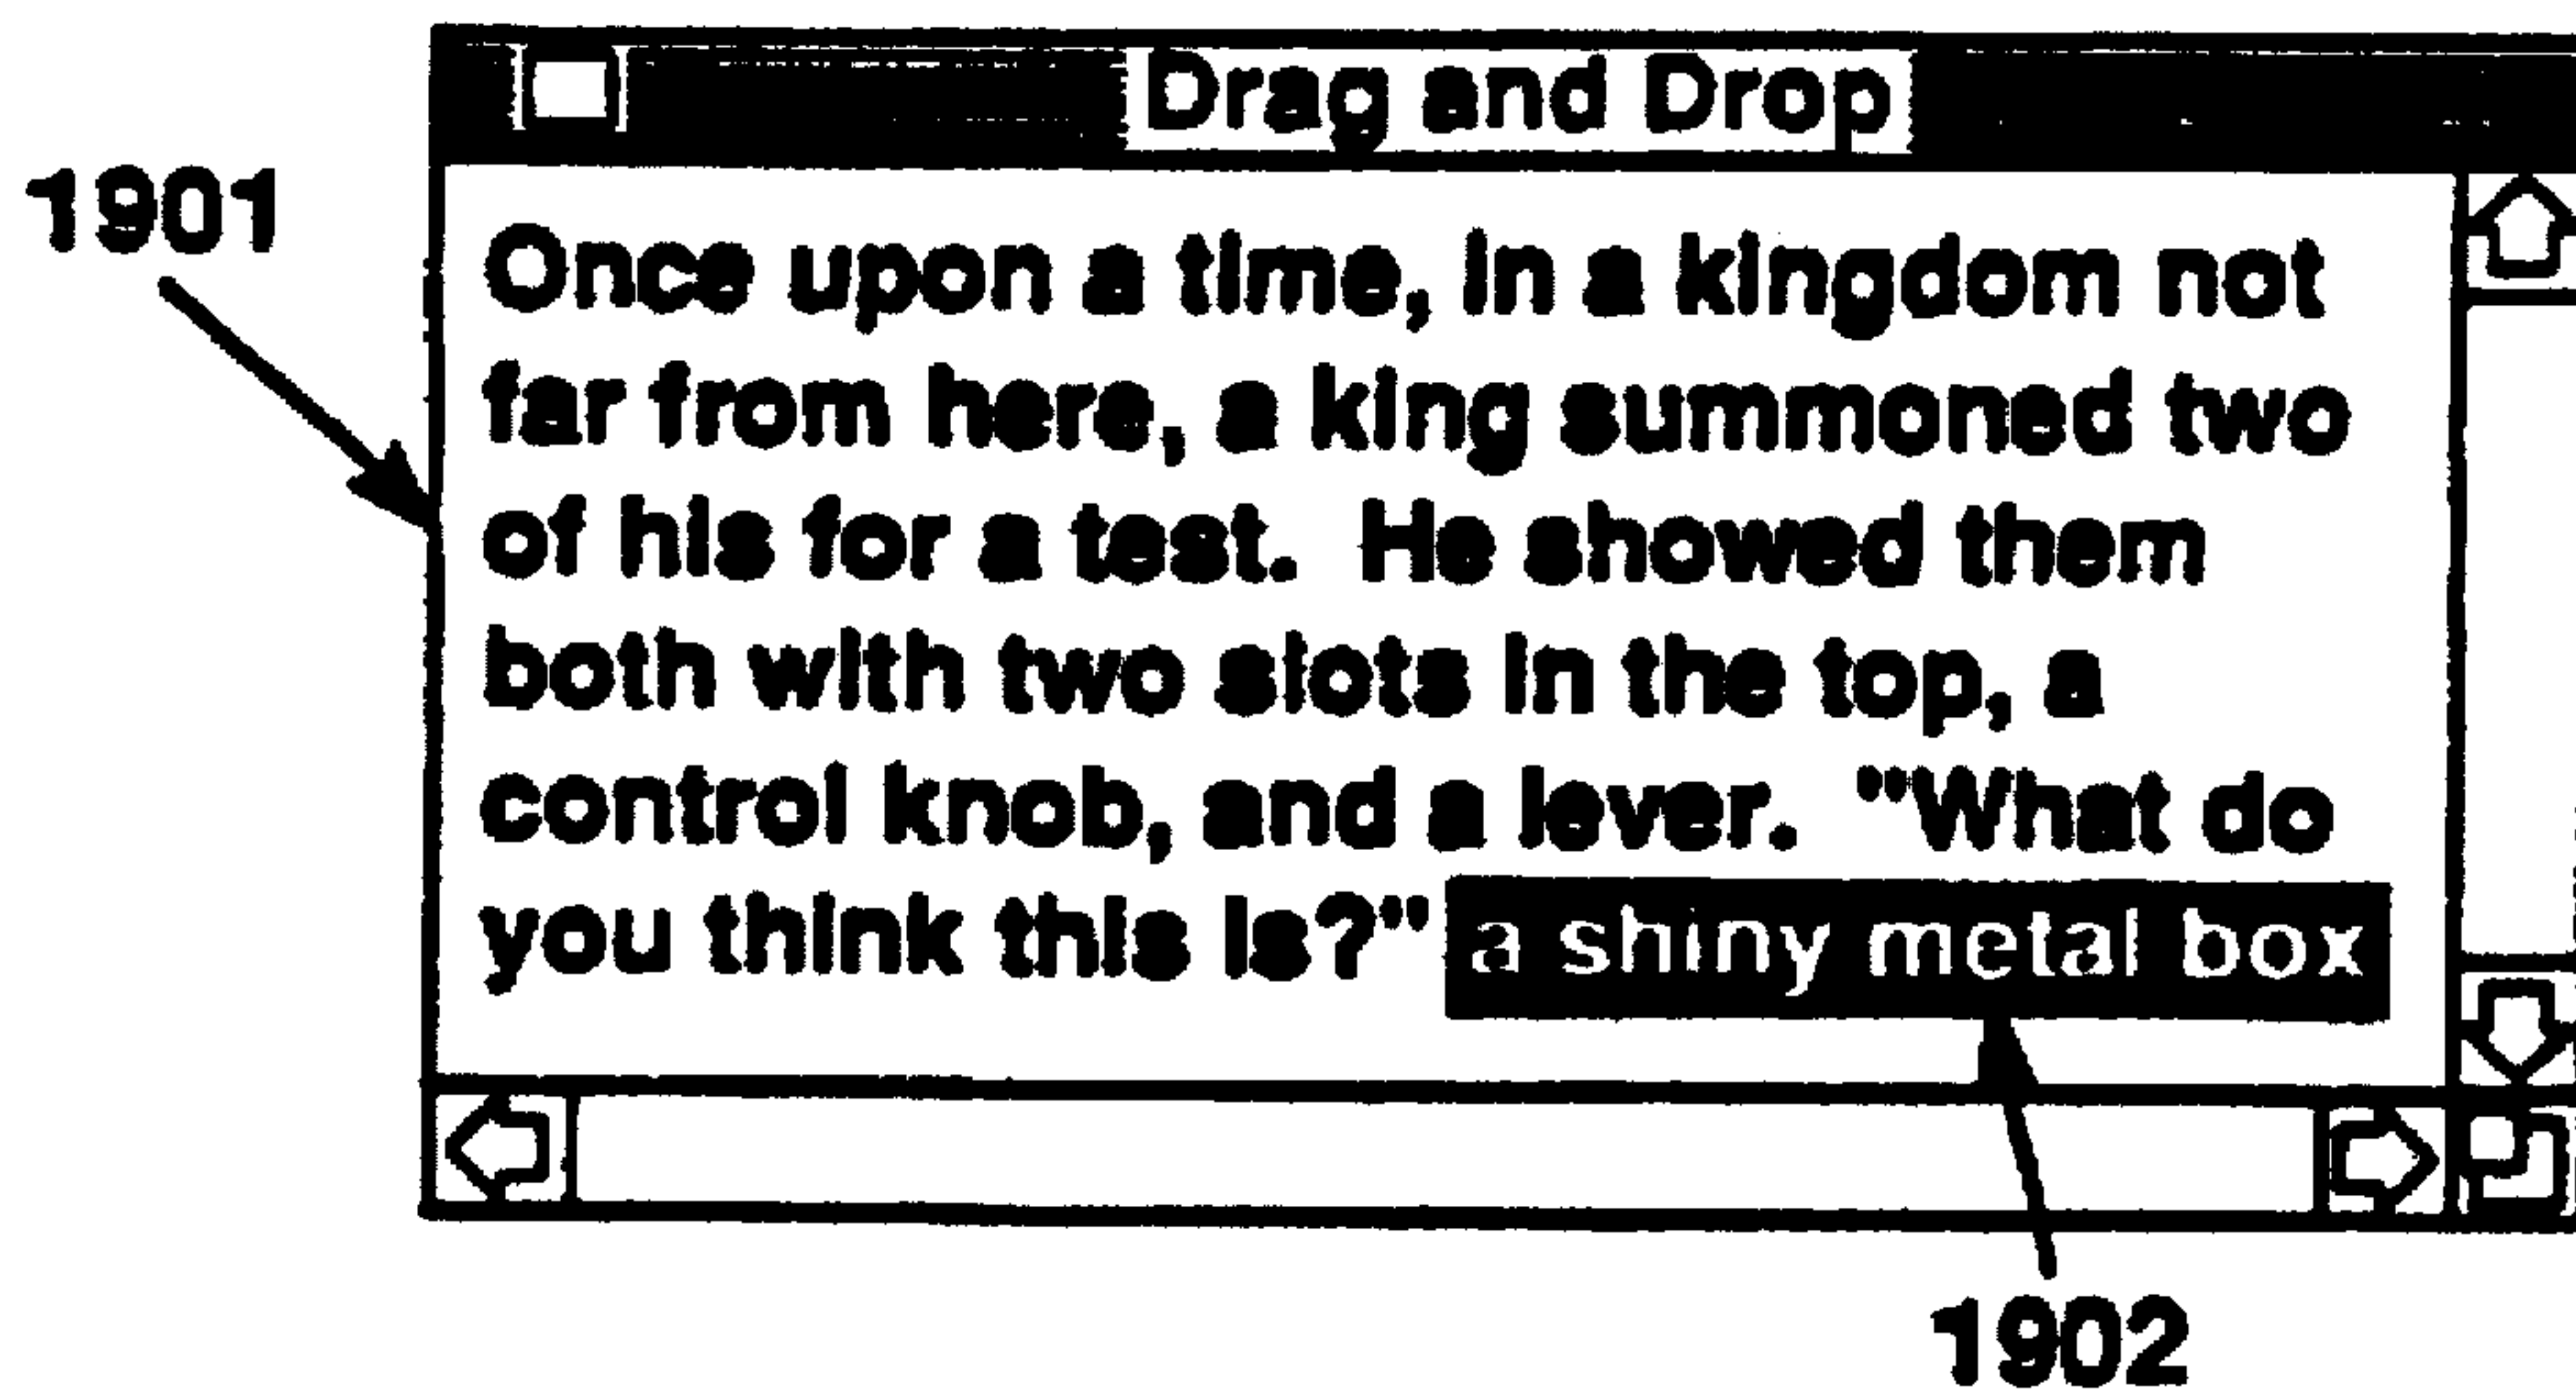 Drag and Drop
1901
Once upon a time, in a kingdom not
far from here, a king summoned two
of his for a test.  He showed them
both with two slots in the top, a
control knob, and a lever.  "What do
you think this is?" a shiny metal box
1902